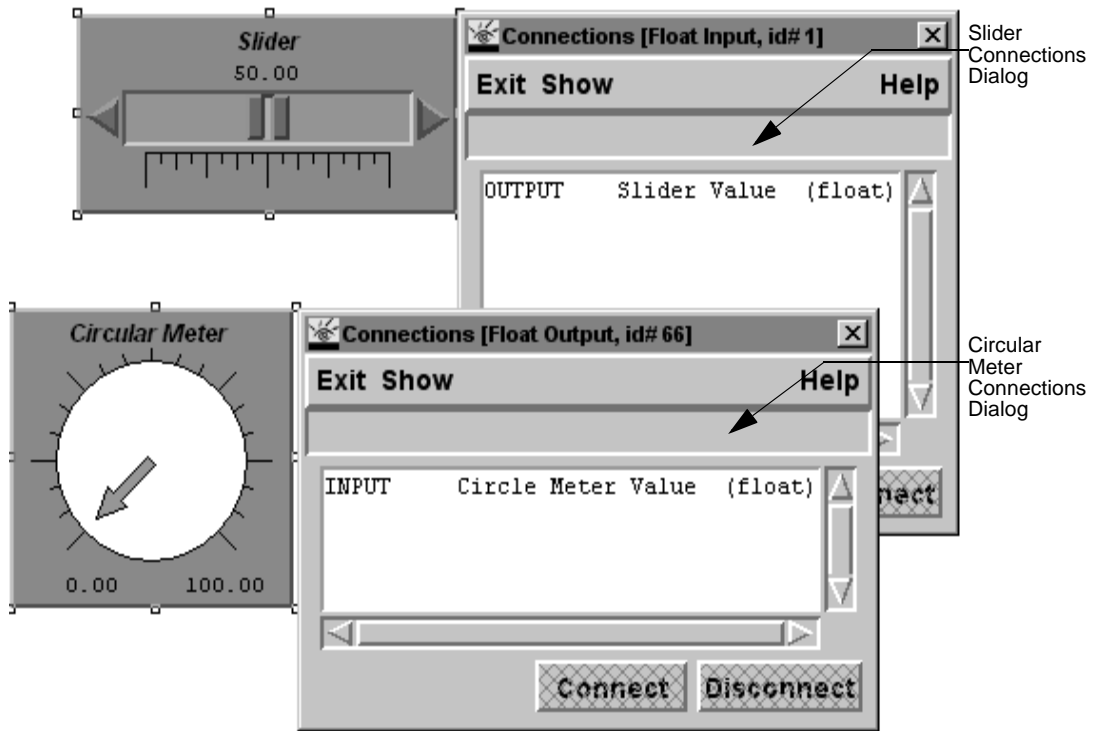 Slider
50.00
Connections [Float Input, id# 1]
Exit Show Help
OUTPUT Slider Value (float)
Slider
Connections
Dialog
Circular Meter
0.00 100.00
Connections [Float Output, id# 66]
Exit Show Help
INPUT Circle Meter Value (float)
Connect Disconnect
nect
Circular
Meter
Connections
Dialog